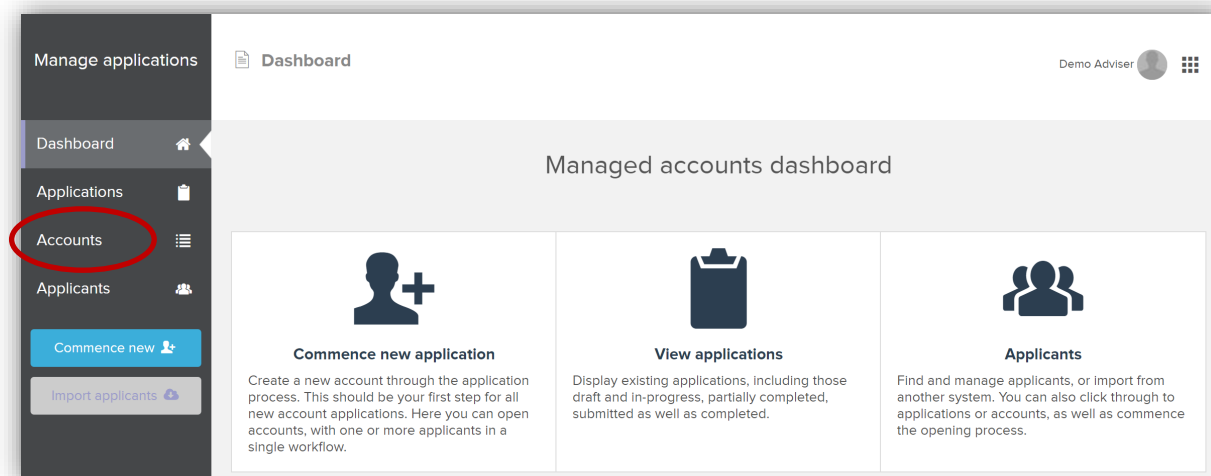 Manage applications
Dashboard
Demo Adviser
Dashboard
Applications
Accounts
Applicants
Commence new
Import applicants
Managed accounts dashboard
Commence new application
Create a new account through the application
process. This should be your first step for all
new account applications. Here you can open
accounts, with one or more applicants in a
single workflow.
View applications
Display existing applications, including those
draft and in-progress, partially completed,
submitted as well as completed.
Applicants
Find and manage applicants, or import from
another system. You can also click through to
applications or accounts, as well as commence
the opening process.